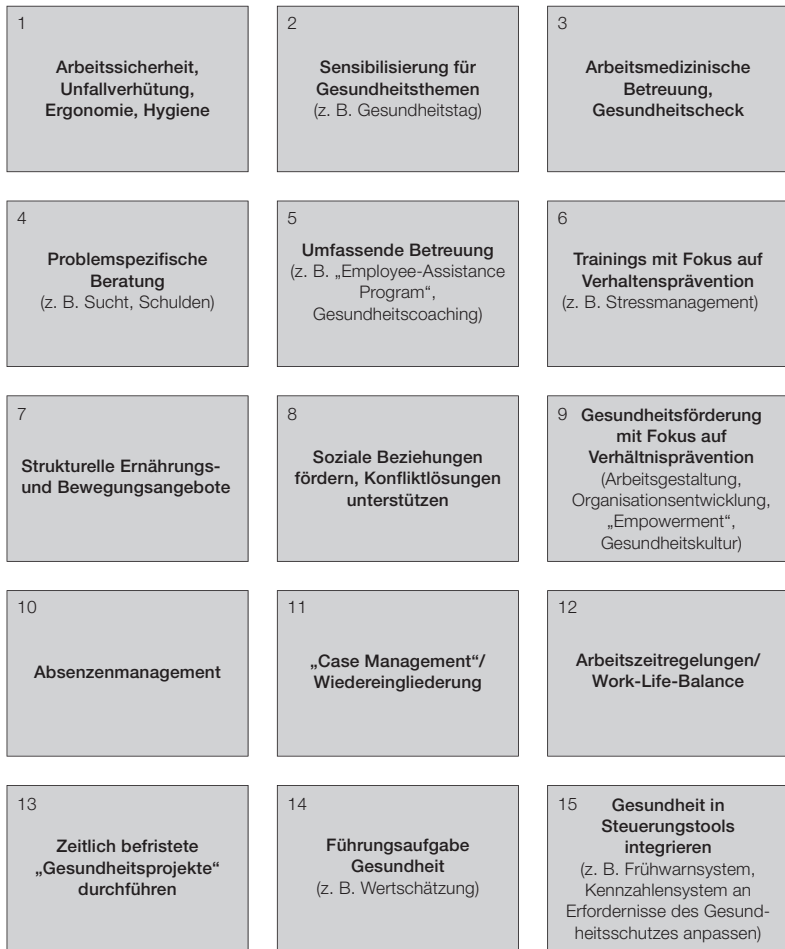 1
Arbeitssicherheit,
Unfallverhütung,
Ergonomie, Hygiene
2
Sensibilisierung für
Gesundheitsthemen
(z. B. Gesundheitstag)
3
Arbeitsmedizinische
Betreuung,
Gesundheitscheck
4
Problemspezifische
Beratung
(z. B. Sucht, Schulden)
5
Umfassende Betreuung
(z. B. „Employee-Assistance
Program“,
Gesundheitscoaching)
6
Trainings mit Fokus auf
Verhaltensprävention
(z. B. Stressmanagement)
7
Strukturelle Ernährungs-
und Bewegungsangebote
8
Soziale Beziehungen
fördern, Konfliktlösungen
unterstützen
9 Gesundheitsförderung
mit Fokus auf
Verhältnisprävention
(Arbeitsgestaltung,
Organisationsentwicklung,
„Empowerment“,
Gesundheitskultur)
10
Absenzenmanagement
11
„Case Management“/
Wiedereingliederung
12
Arbeitszeitregelungen/
Work-Life-Balance
13
Zeitlich befristete
„Gesundheitsprojekte“
durchführen
14
Führungsaufgabe
Gesundheit
(z. B. Wertschätzung)
15 Gesundheit in
Steuerungstools
integrieren
(z. B. Frühwarnsystem,
Kennzahlensystem an
Erfordernisse des Gesund-
heitsschutzes anpassen)